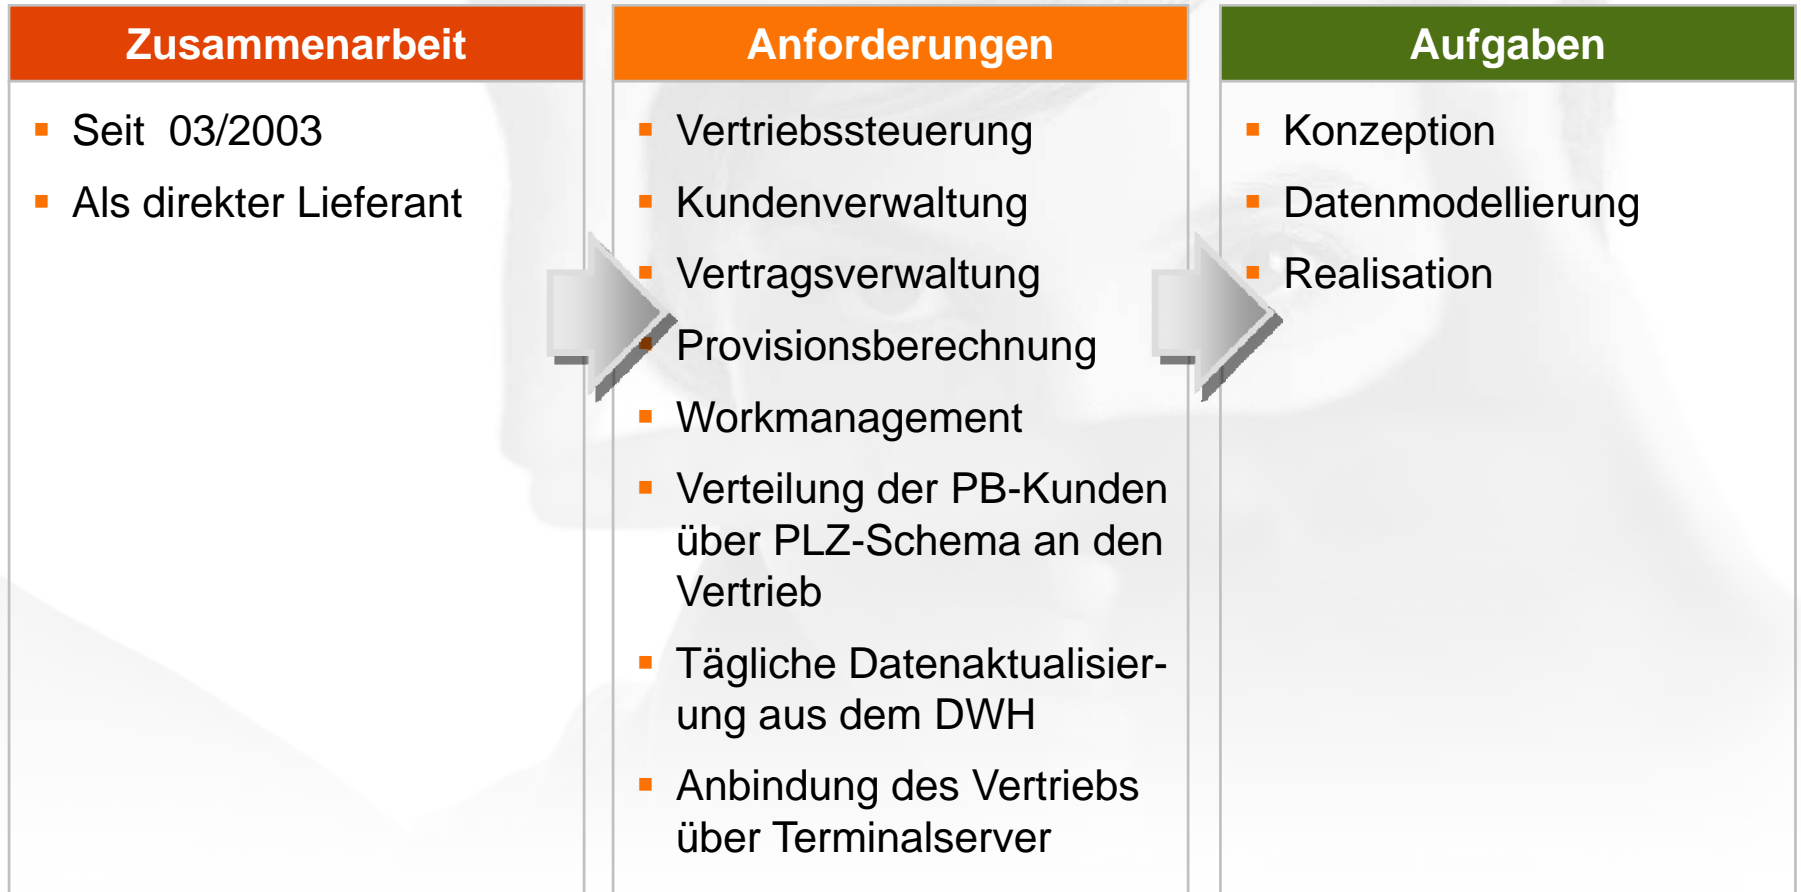 Zusammenarbeit
Seit 03/2003
Als direkter Lieferant
Anforderungen
Vertriebssteuerung
Kundenverwaltung
Vertragsverwaltung
Provisionsberechnung
Workmanagement
Verteilung der PB-Kunden
über PLZ-Schema an den
Vertrieb
Tägliche Datenaktualisier-
ung aus dem DWH
Anbindung des Vertriebs
über Terminalserver
Aufgaben
Konzeption
Datenmodellierung
Realisation